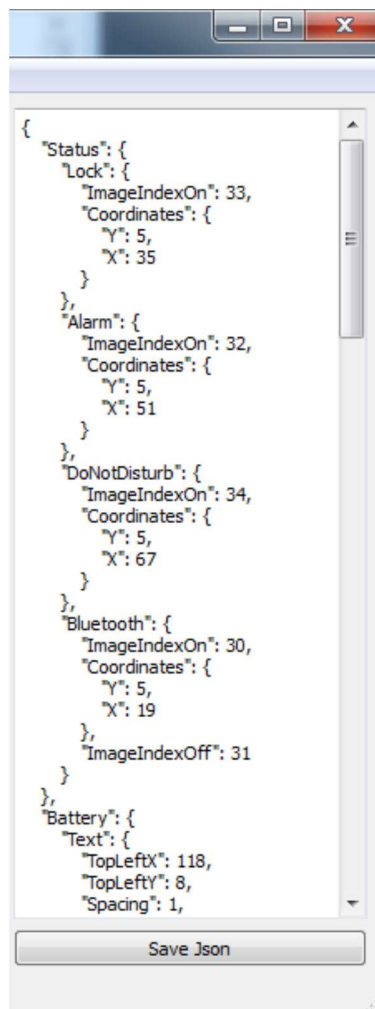 {
"Status": {
"Lock": {
"ImageIndexOn": 33,
"Coordinates": {
"Y": 5,
"X": 35
}
},
"Alarm": {
"ImageIndexOn": 32,
"Coordinates": {
"Y": 5,
"X": 51
}
},
"DoNotDisturb": {
"ImageIndexOn": 34,
"Coordinates": {
"Y": 5,
"X": 67
}
},
"Bluetooth": {
"ImageIndexOn": 30,
"Coordinates": {
"Y": 5,
"X": 19
},
"ImageIndexOff": 31
}
},
"Battery": {
"Text": {
"TopLeftX": 118,
"TopLeftY": 8,
"Spacing": 1,
Save Json